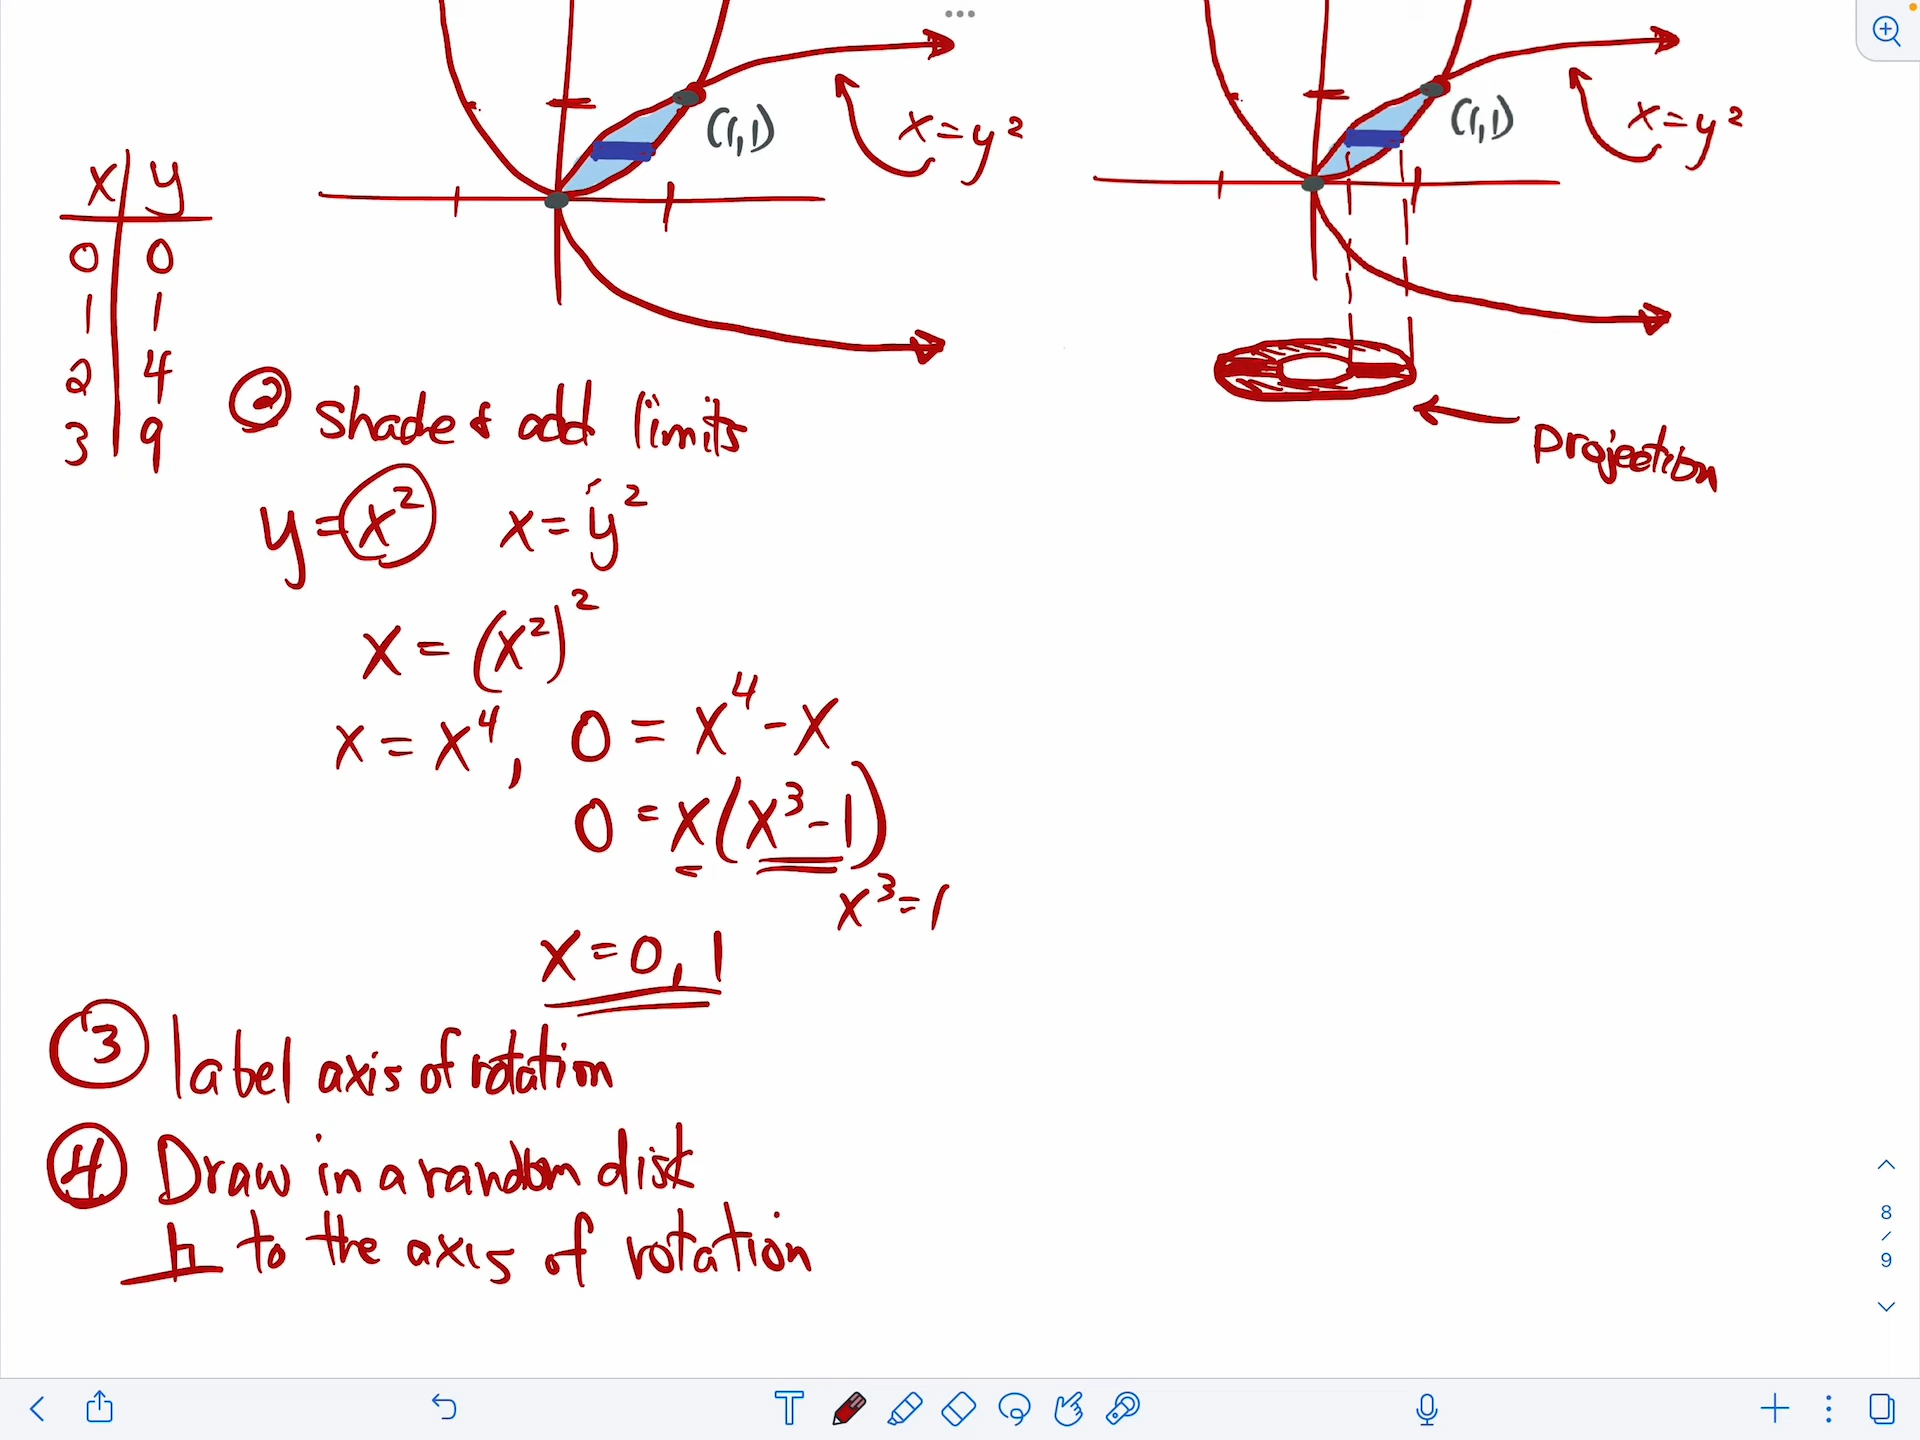 (1,1)
x=y²
(1,1)
x=y²
x y
0 0
1 1
2 4
3 9
Projection
② shade & add limits
y=x² x=y²
x=(x²)²
x=x⁴, 0=x⁴-x
0=x(x³-1)
x³=1
x=0,1
③ label axis of rotation
④ Draw in a random disk
to the axis of rotation
8
/
9
T